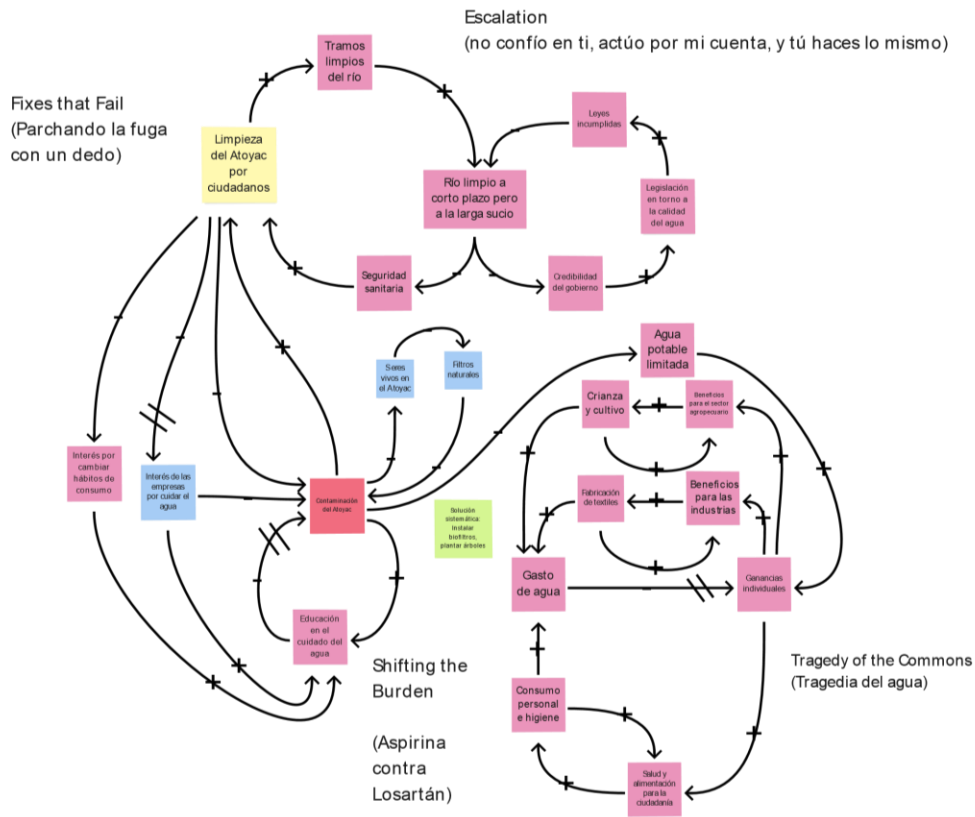 Escalation
(no confío en ti, actúo por mi cuenta, y tú haces lo mismo)
Tramos
limpios
del río
Fixes that Fail
(Parchando la fuga
con un dedo)
Leyes
incumplidas
Limpieza
del Atoyac
por
ciudadanos
Río limpio a
corto plazo pero
a la larga sucio
Legislación
en torno a
la calidad
del agua
Seguridad
sanitaria
Credibilidad
del gobierno
Agua
potable
limitada
Seres
vivos en
el Atoyac
Filtros
naturales
Crianza
y cultivo
Beneficios
para el sector
agropecuario
Interés por
cambiar
hábitos de
consumo
Interés de las
empresas
por cuidar el
agua
Contaminación
del Atoyac
Solución
sistemática:
Instalar
biofiltros,
plantar árboles
Fabricación
de textiles
Beneficios
para las
industrias
Gasto
de agua
Ganancias
individuales
Educación
en el
cuidado del
agua
Shifting the
Burden
(Aspirina
contra
Losartán)
Tragedy of the Commons
(Tragedia del agua)
Consumo
personal
e higiene
Salud y
alimentación
para la
ciudadanía